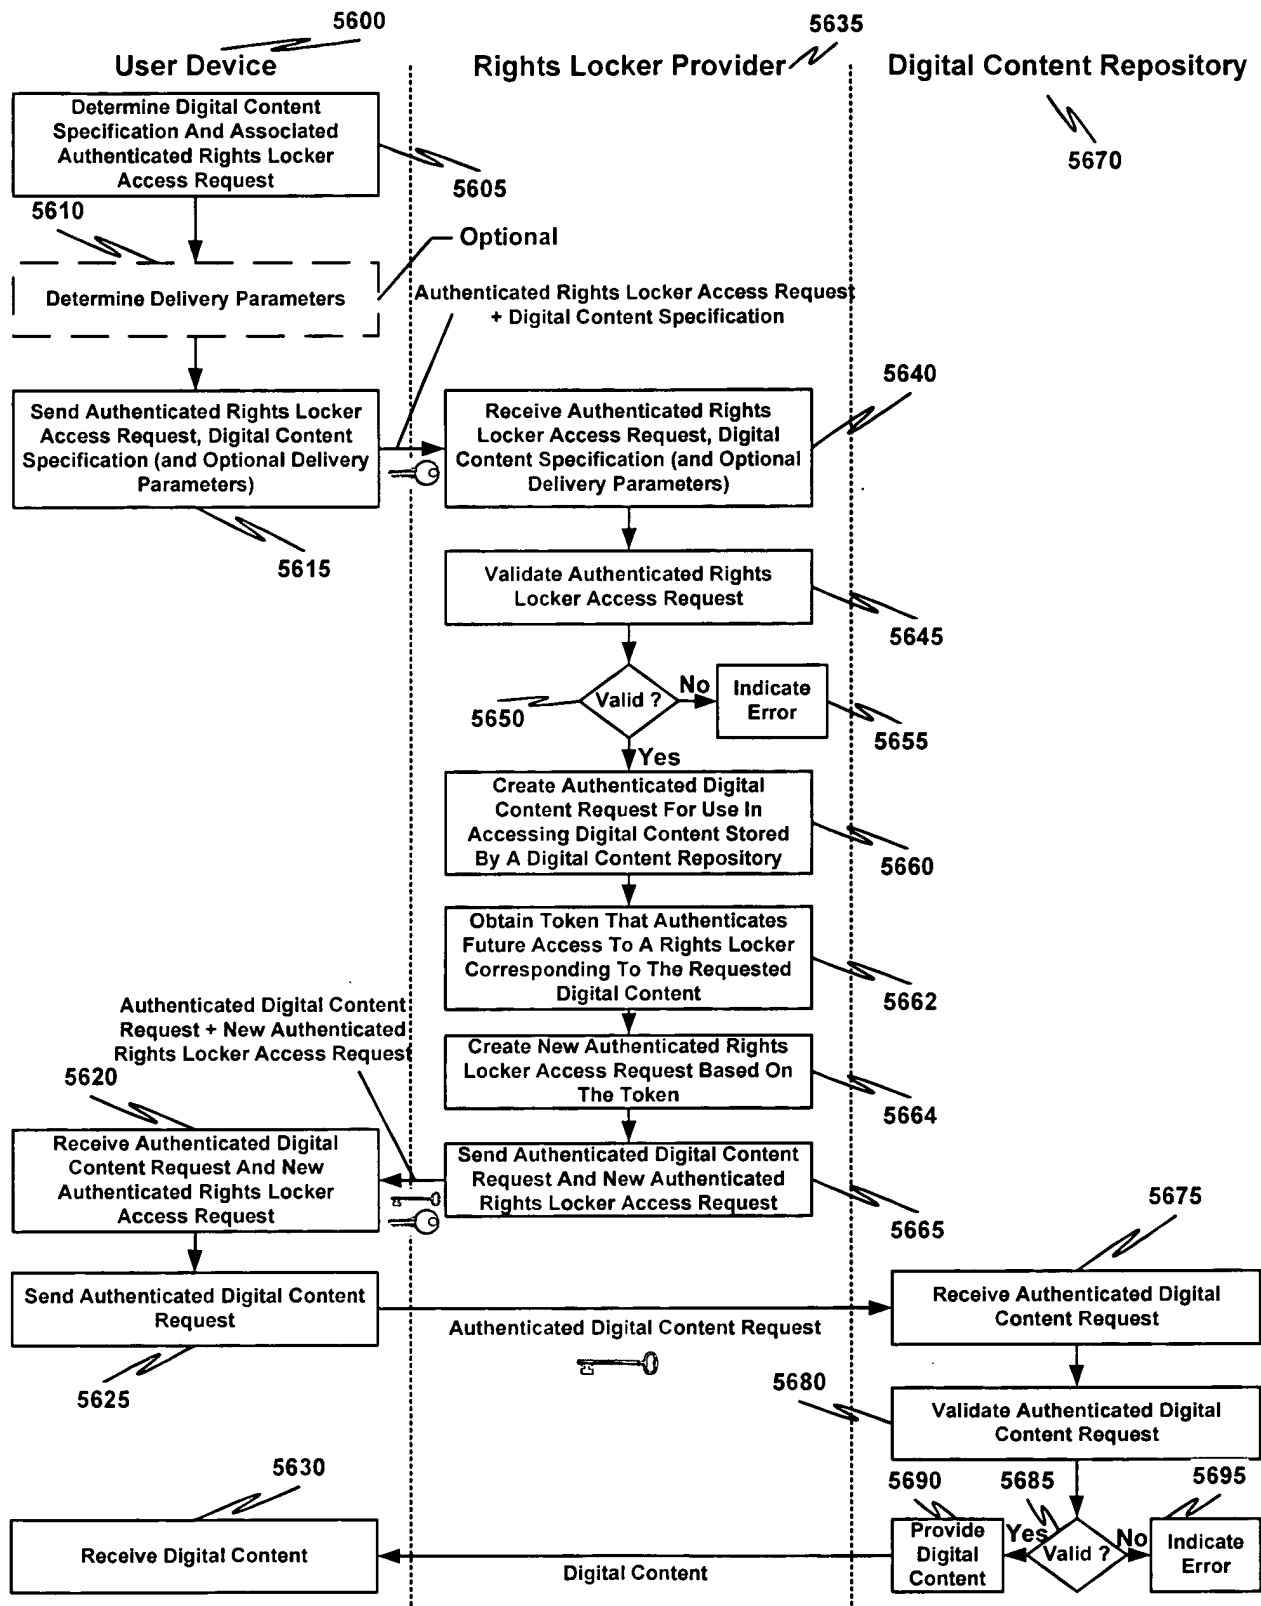 5600
5635
User Device
Rights Locker Provider
Digital Content Repository
5670
Determine Digital Content
Specification And Associated
Authenticated Rights Locker
Access Request
5605
5610
Optional
Determine Delivery Parameters
Authenticated Rights Locker Access Request
+ Digital Content Specification
Send Authenticated Rights Locker
Access Request, Digital Content
Specification (and Optional Delivery
Parameters)
5615
5640
Receive Authenticated Rights
Locker Access Request, Digital
Content Specification (and Optional
Delivery Parameters)
Validate Authenticated Rights
Locker Access Request
5645
5650
Valid ?
No
Indicate
Error
5655
Yes
Create Authenticated Digital
Content Request For Use In
Accessing Digital Content Stored
By A Digital Content Repository
5660
Obtain Token That Authenticates
Future Access To A Rights Locker
Corresponding To The Requested
Digital Content
5662
Authenticated Digital Content
Request + New Authenticated
Rights Locker Access Request
Create New Authenticated Rights
Locker Access Request Based On
The Token
5664
5620
Receive Authenticated Digital
Content Request And New
Authenticated Rights Locker
Access Request
Send Authenticated Digital Content
Request And New Authenticated
Rights Locker Access Request
5665
5675
Send Authenticated Digital Content
Request
5625
Authenticated Digital Content Request
Receive Authenticated Digital
Content Request
5680
Validate Authenticated Digital
Content Request
5630
Receive Digital Content
Digital Content
5690
5685
5695
Provide
Digital
Content
Yes
Valid ?
No
Indicate
Error